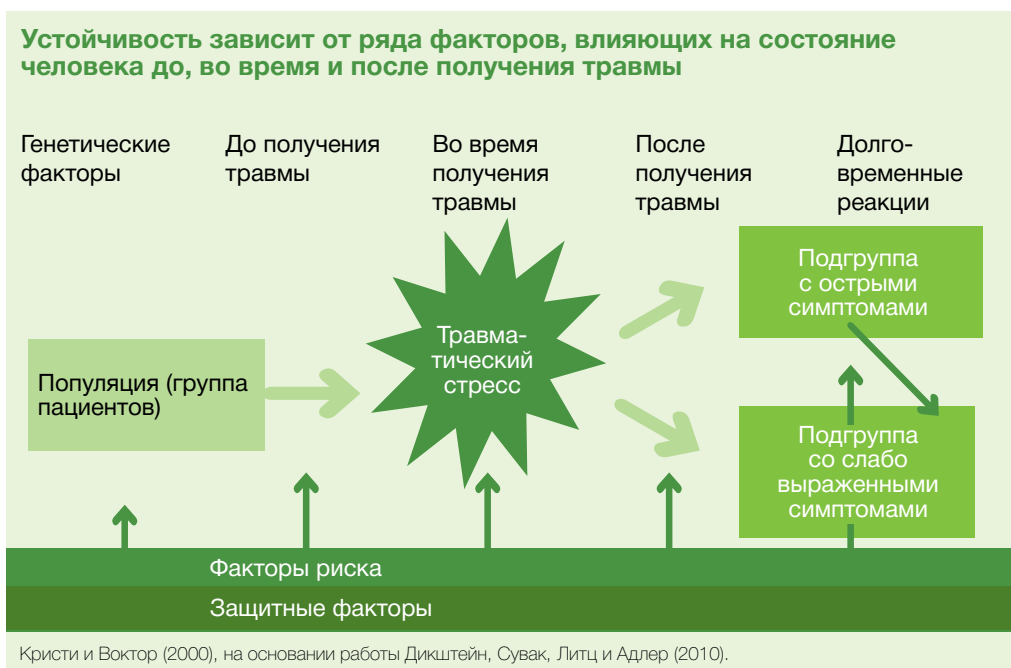 Устойчивость зависит от ряда факторов, влияющих на состояние
человека до, во время и после получения травмы
Генетические
факторы
До получения
травмы
Во время
получения
травмы
После
получения
травмы
Долго-
временные
реакции
Популяция (группа
пациентов)
Травма-
тический
стресс
Подгруппа
с острыми
симптомами
Подгруппа
со слабо
выраженными
симптомами
Факторы риска
Защитные факторы
Кристи и Воктор (2000), на основании работы Дикштейн, Сувак, Литц и Адлер (2010).